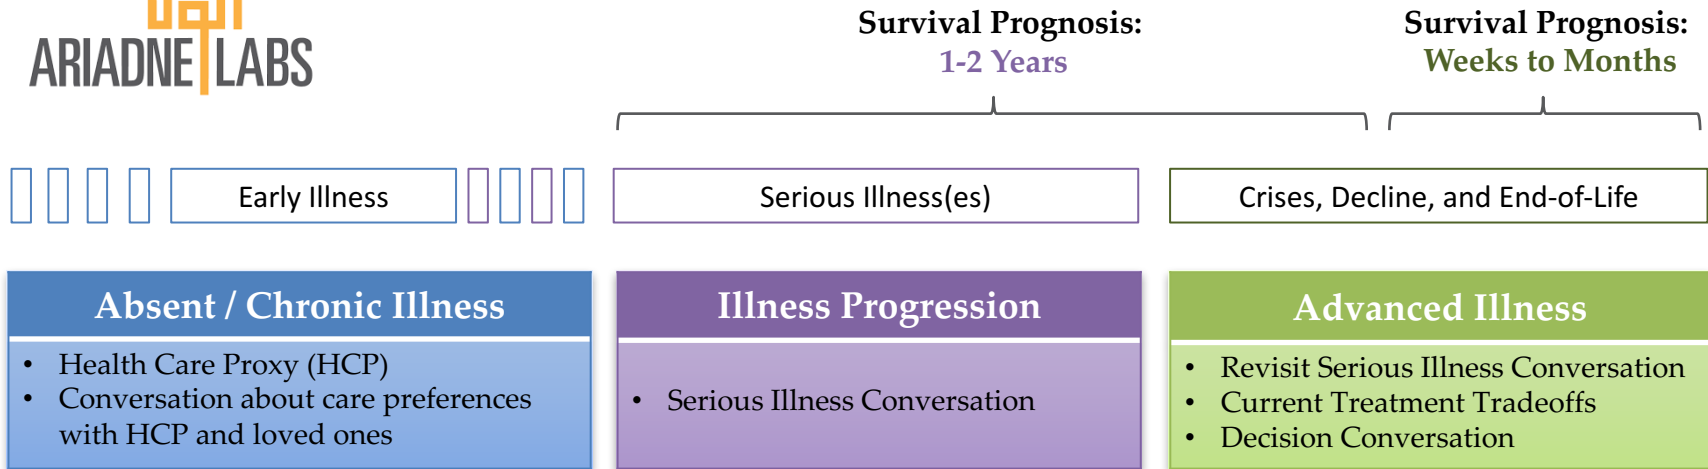 ARIADNE LABS
Survival Prognosis:
1-2 Years
Survival Prognosis:
Weeks to Months
Early Illness
Serious Illness(es)
Crises, Decline, and End-of-Life
Absent / Chronic Illness
• Health Care Proxy (HCP)
• Conversation about care preferences
with HCP and loved ones
Illness Progression
• Serious Illness Conversation
Advanced Illness
• Revisit Serious Illness Conversation
• Current Treatment Tradeoffs
• Decision Conversation